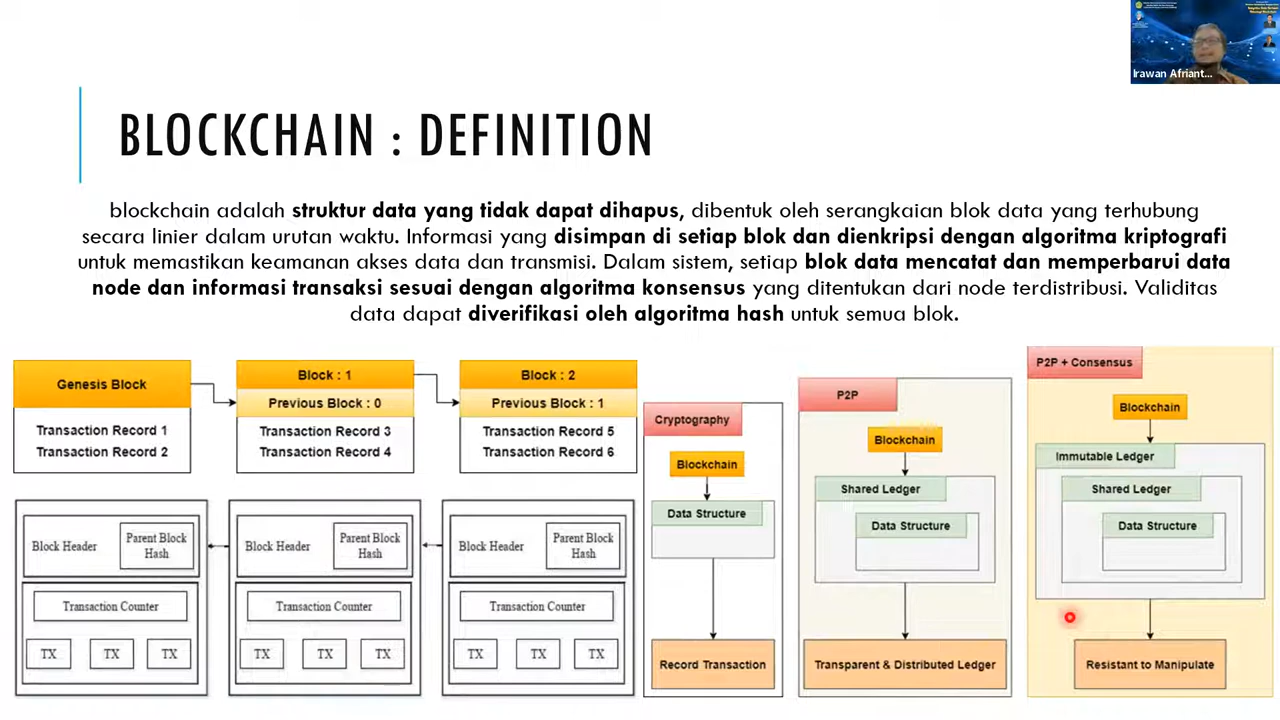 Irawan Afriant...
BLOCKCHAIN : DEFINITION
blockchain adalah struktur data yang tidak dapat dihapus, dibentuk oleh serangkaian blok data yang terhubung
secara linier dalam urutan waktu. Informasi yang disimpan di setiap blok dan dienkripsi dengan algoritma kriptografi
untuk memastikan keamanan akses data dan transmisi. Dalam sistem, setiap blok data mencatat dan memperbarui data
node dan informasi transaksi sesuai dengan algoritma konsensus yang ditentukan dari node terdistribusi. Validitas
data dapat diverifikasi oleh algoritma hash untuk semua blok.
Genesis Block
Transaction Record 1
Transaction Record 2
Block : 1
Previous Block : 0
Transaction Record 3
Transaction Record 4
Block : 2
Previous Block : 1
Transaction Record 5
Transaction Record 6
Block Header
Parent Block
Hash
Transaction Counter
TX TX TX
Block Header
Parent Block
Hash
Transaction Counter
TX TX TX
Block Header
Parent Block
Hash
Transaction Counter
TX TX TX
Cryptography
Blockchain
Data Structure
Record Transaction
P2P
Blockchain
Shared Ledger
Data Structure
Transparent & Distributed Ledger
P2P + Consensus
Blockchain
Immutable Ledger
Shared Ledger
Data Structure
Resistant to Manipulate